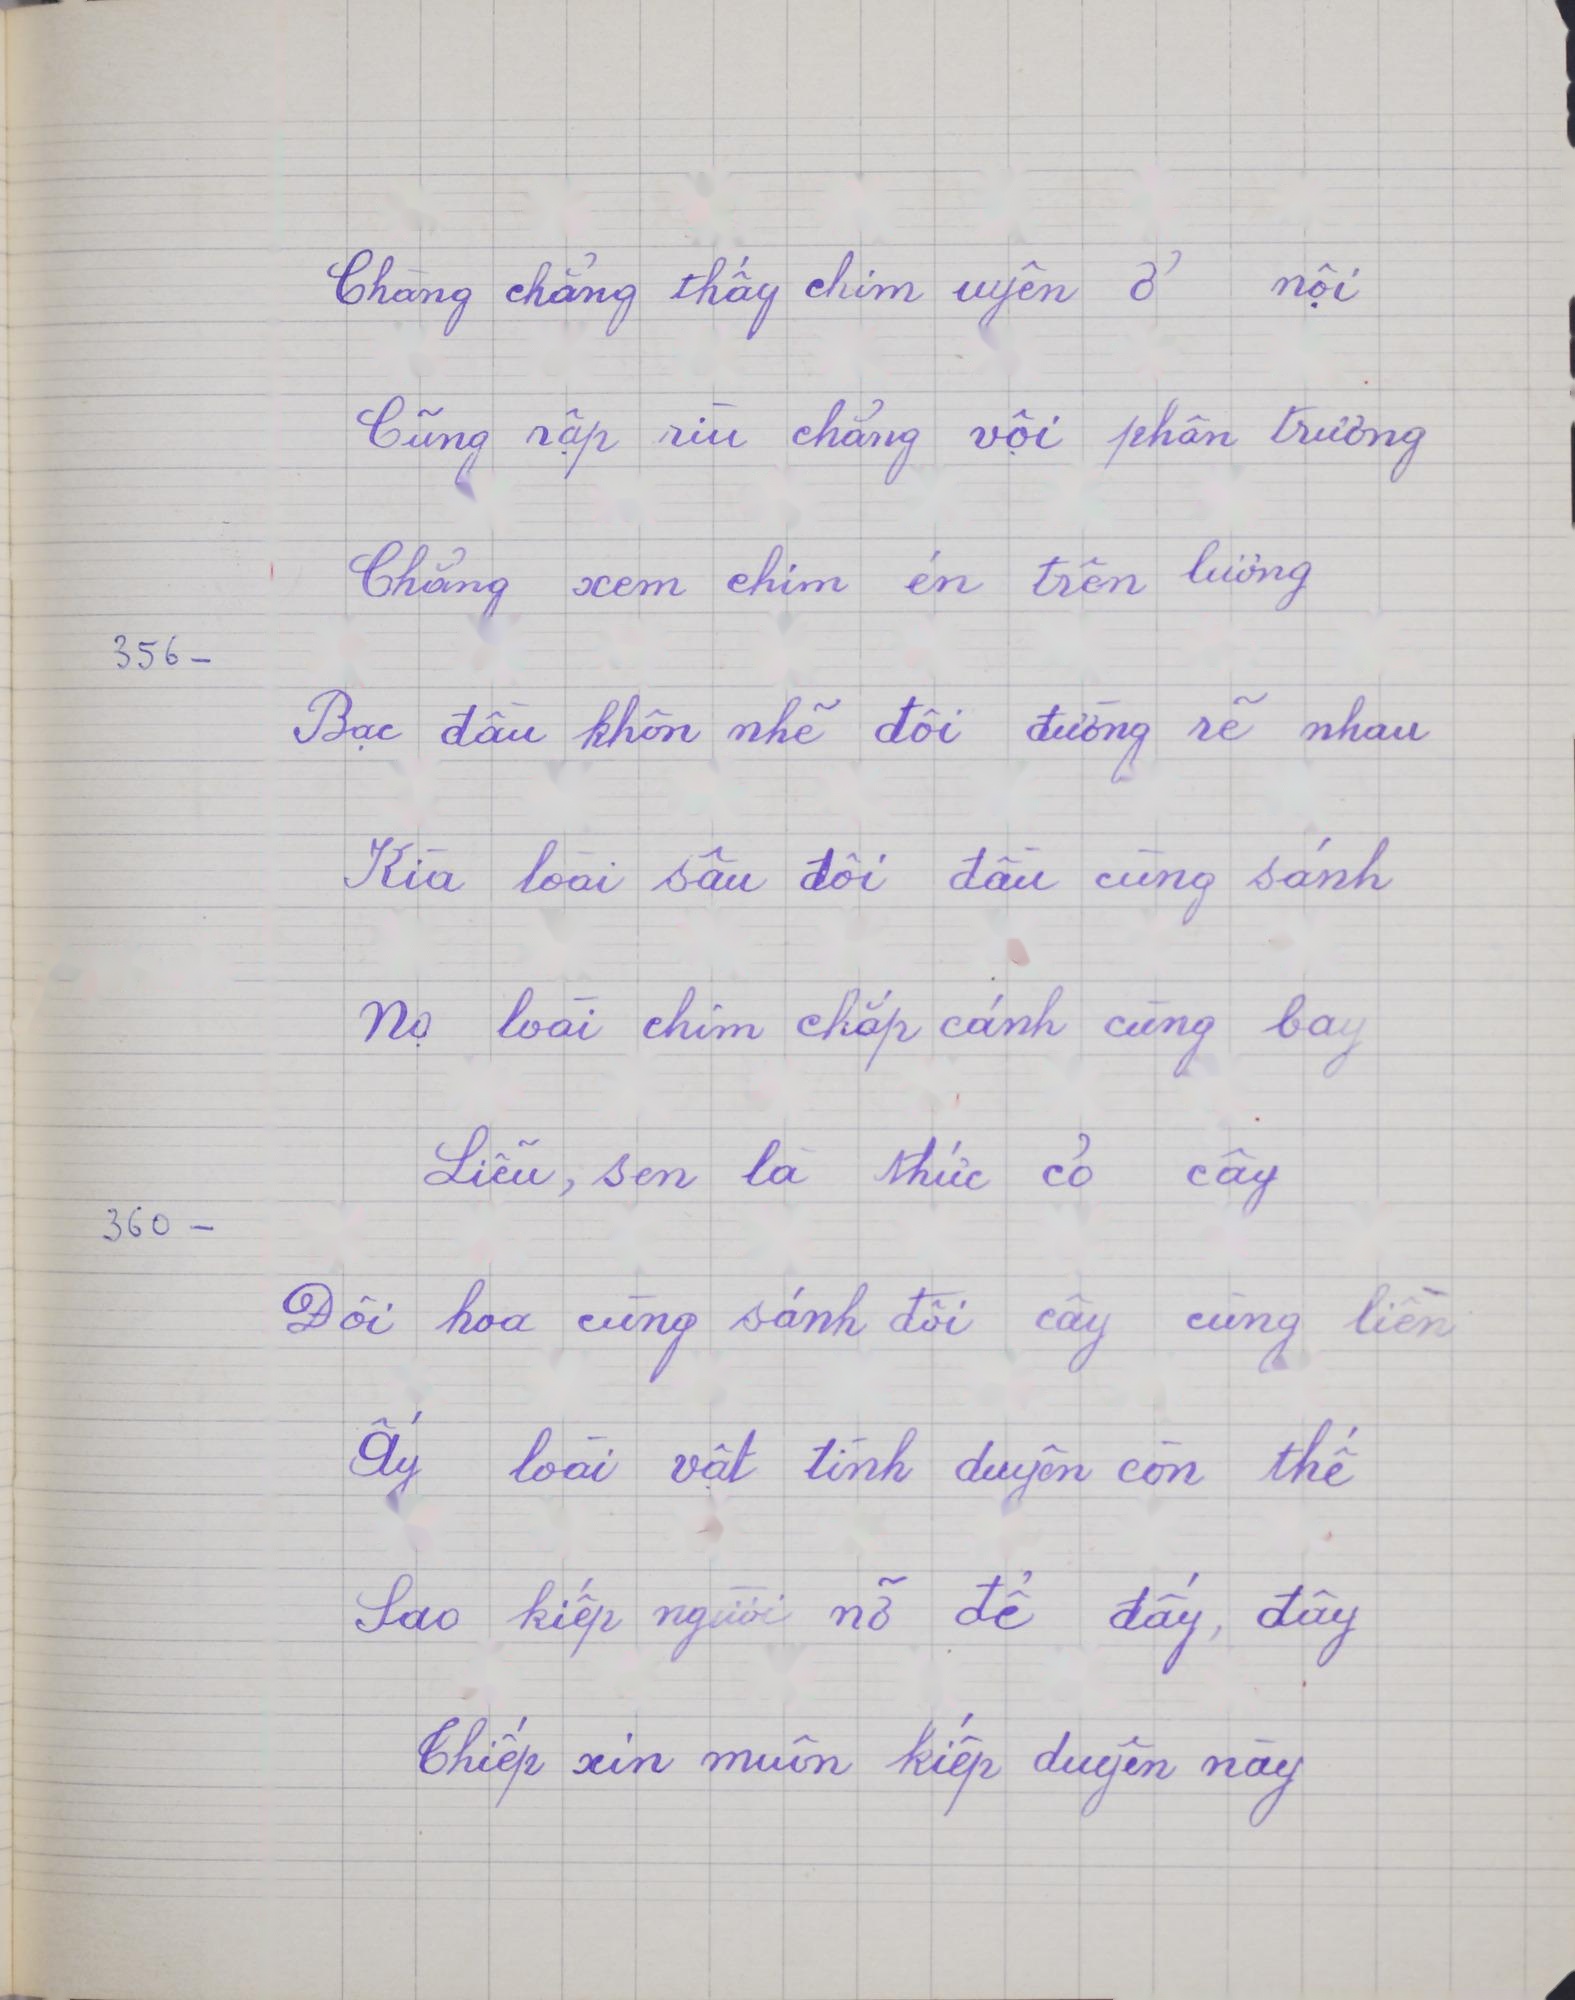 Chàng chẳng thấy chim uyên ở nội
Cũng rập rìu chẳng vội phân trương
Chẳng xem chim én trên lương
356-
Bạc đầu khôn nhẽ đôi đường rẽ nhau
Kìa loài sâu đôi đầu cùng sánh
Nọ loài chim chắp cánh cùng bay
Liễu, sen là thức cỏ cây
360-
Đôi hoa cùng sánh đôi cây cùng liền
Ấy loài vật tình duyên còn thế
Sao kiếp người nỡ để đấy, đây
Thiếp xin muôn kiếp duyên này